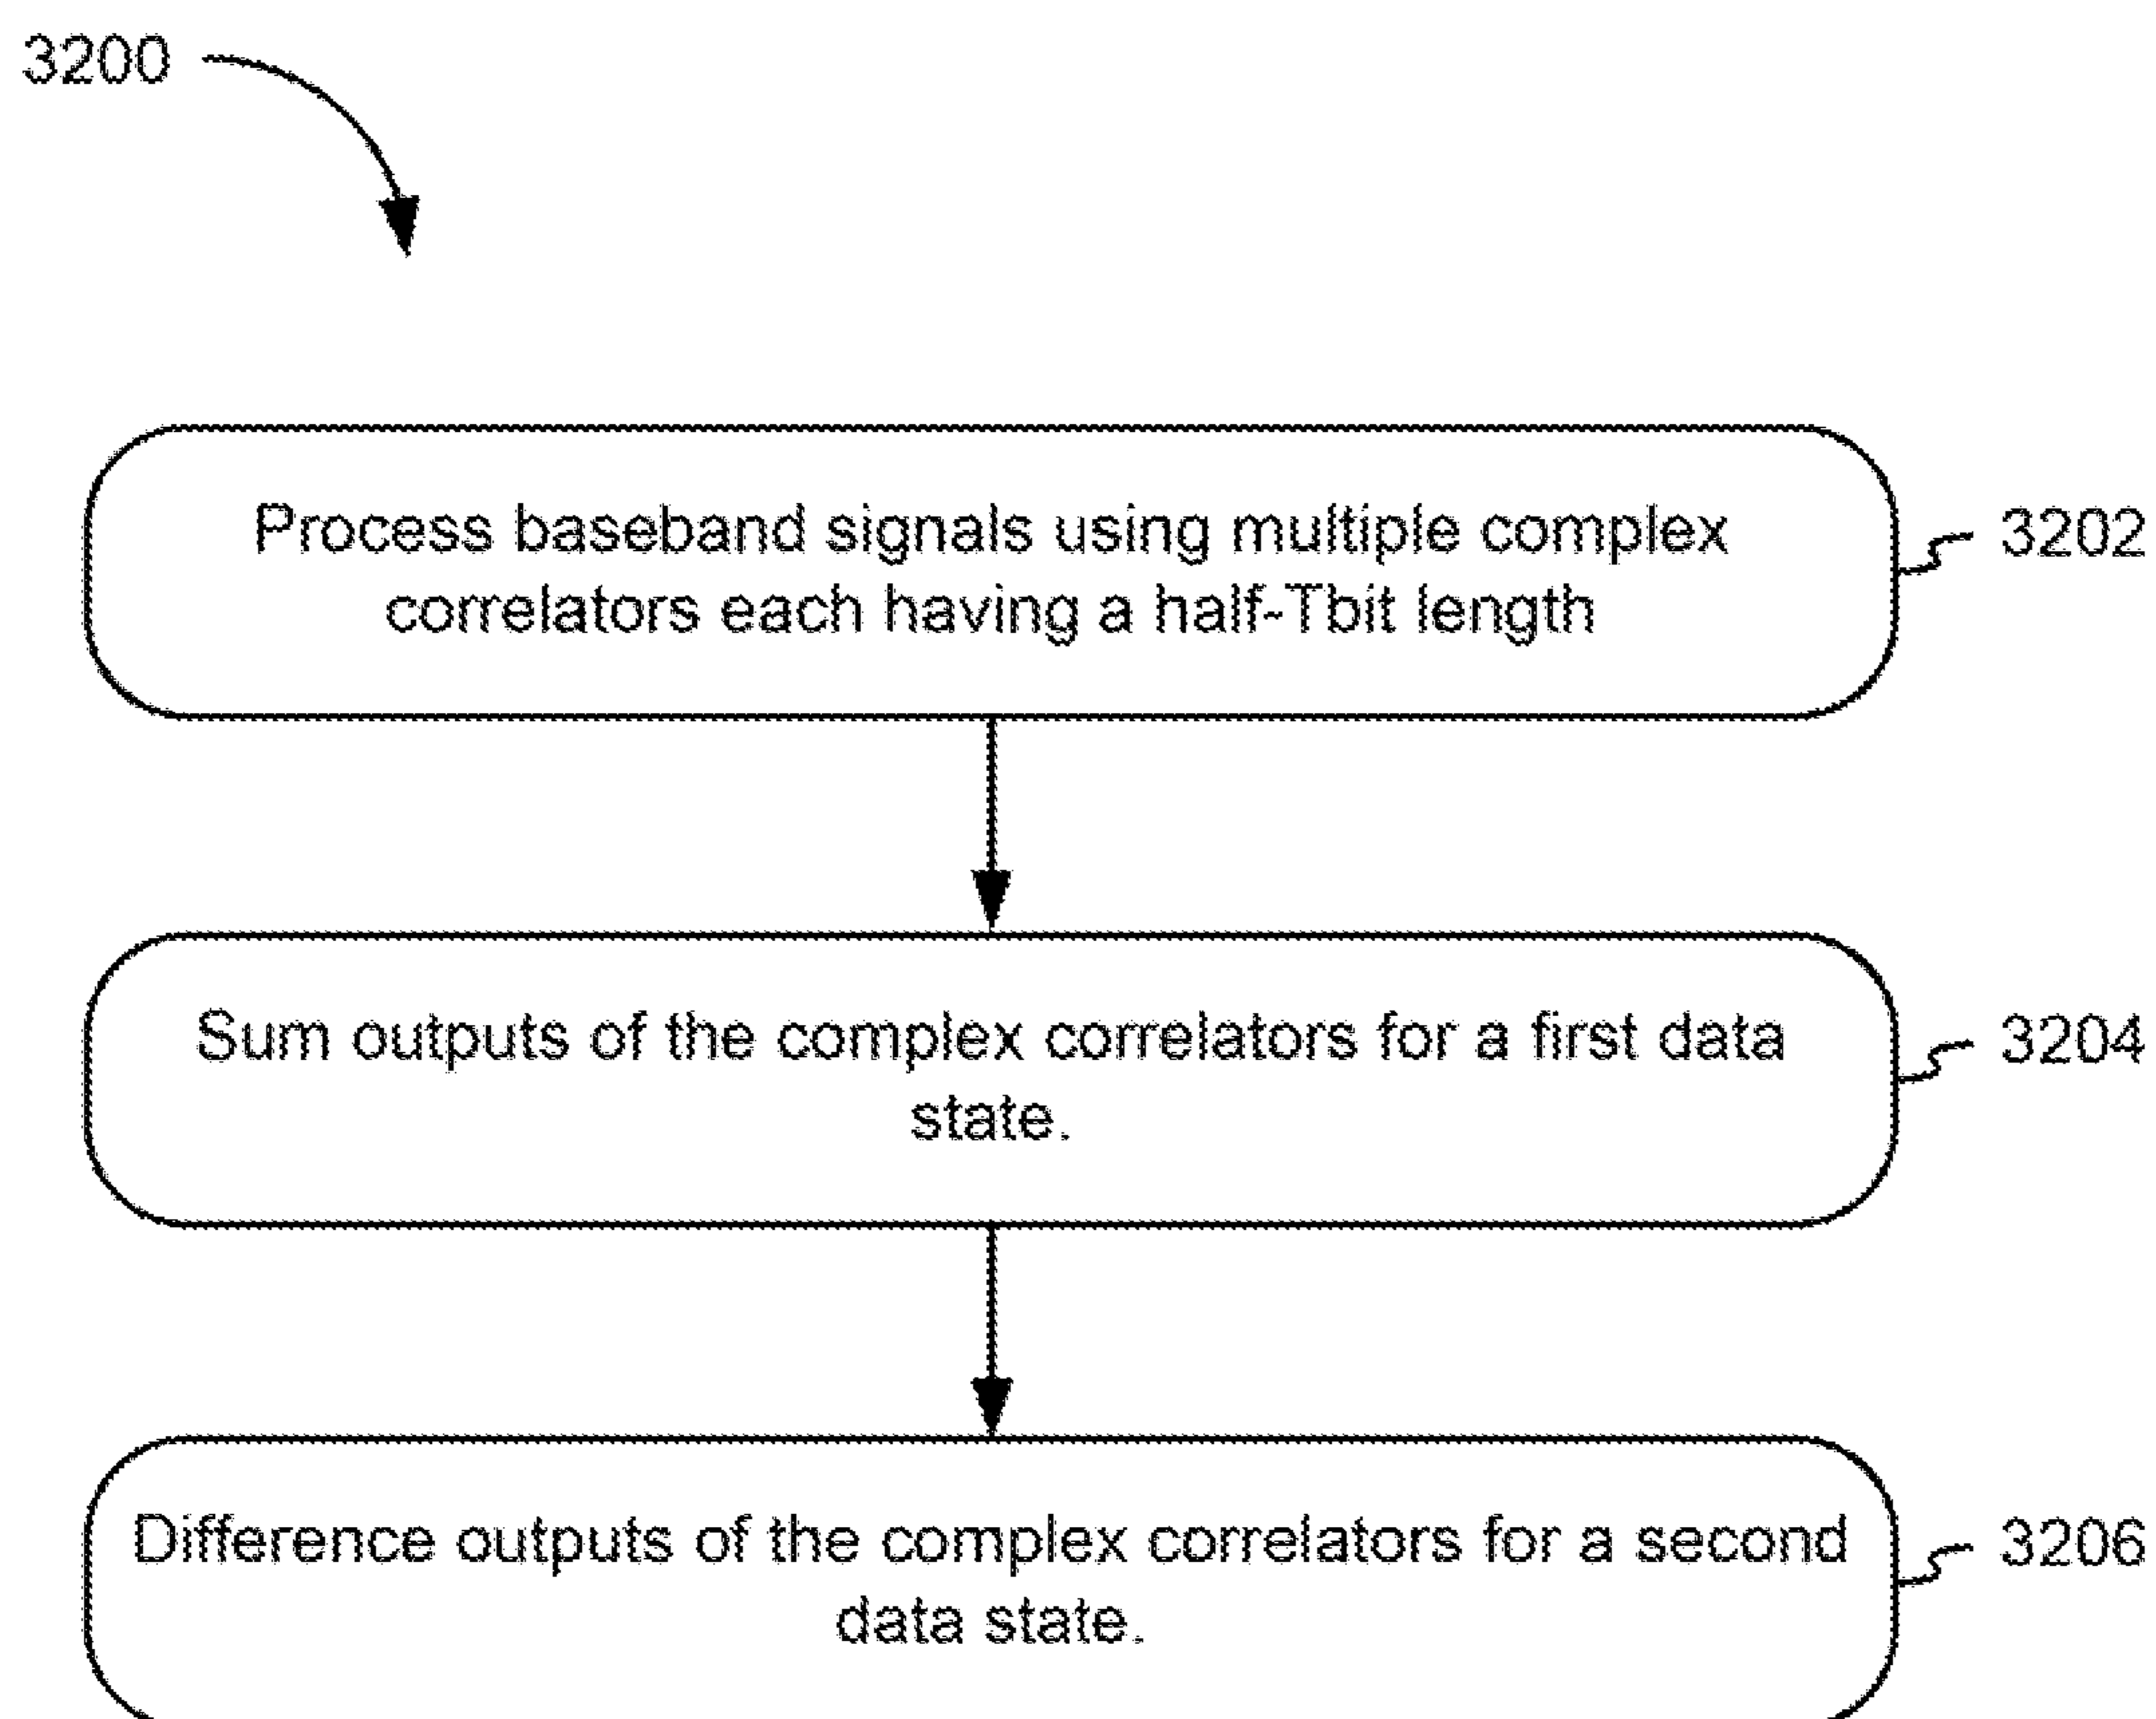 3200
Process baseband signals using multiple complex
correlators each having a half-Tbit length
3202
Sum outputs of the complex correlators for a first data
state.
3204
Difference outputs of the complex correlators for a second
data state.
3206